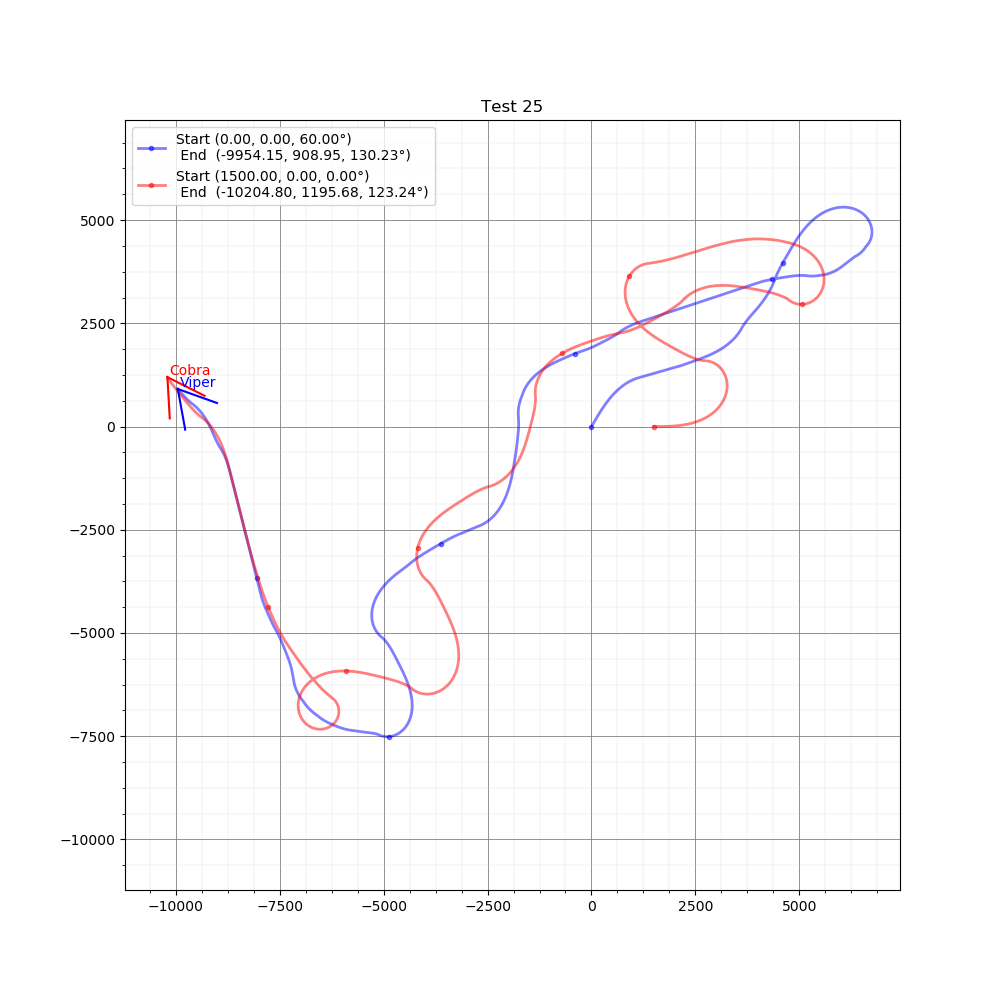 Test 25
Start (0.00, 0.00, 60.00°)
End  (-9954.15, 908.95, 130.23°)
Start (1500.00, 0.00, 0.00°)
End  (-10204.80, 1195.68, 123.24°)
5000
2500
0
−2500
−5000
−7500
−10000
Cobra
Viper
−10000 −7500 −5000 −2500 0 2500 5000